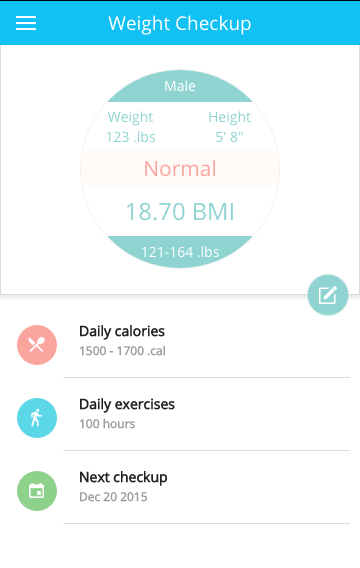 Weight Checkup
Male
Weight Height
123 .lbs 5' 8"
Normal
18.70 BMI
121-164 .lbs
Daily calories
1500 - 1700 .cal
Daily exercises
100 hours
Next checkup
Dec 20 2015